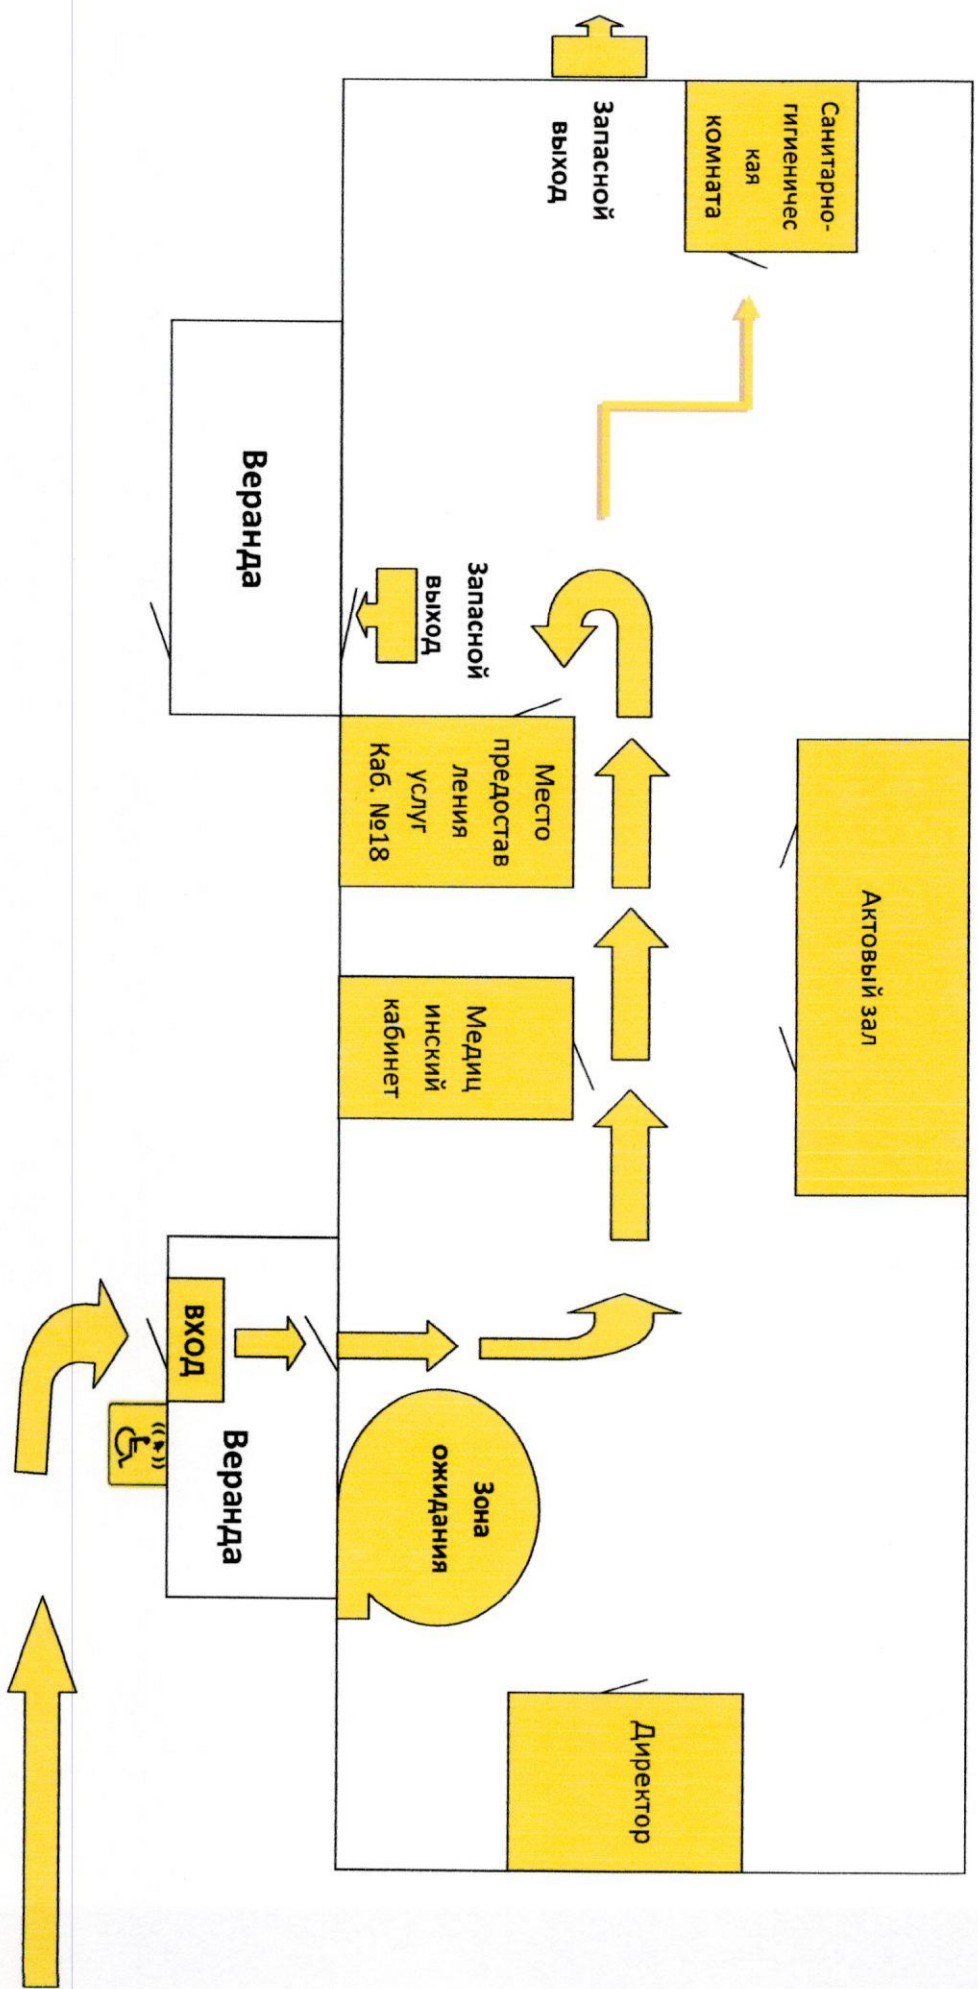 Санитарно-
гигиеничес
кая
комната
Запасной
выход
Веранда
Запасной
выход
Место
предостав
ления
услуг
Каб. №18
Актовый зал
Медиц
инский
кабинет
вход
Веранда
Зона
ожидания
Директор